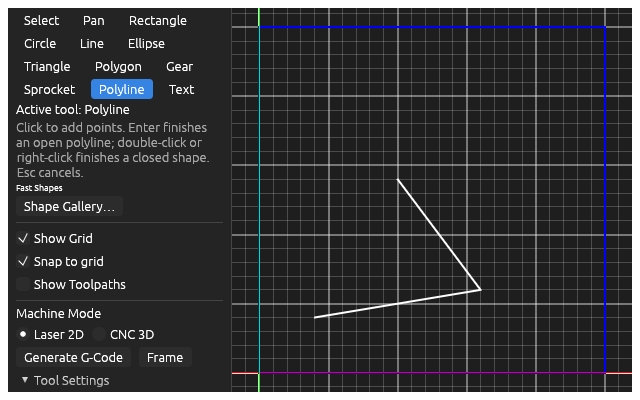 Select Pan Rectangle
Circle Line Ellipse
Triangle Polygon Gear
Sprocket Polyline Text
Active tool: Polyline
Click to add points. Enter finishes
an open polyline; double-click or
right-click finishes a closed shape.
Esc cancels.
Fast Shapes
Shape Gallery...
Show Grid
Snap to grid
Show Toolpaths
Machine Mode
Laser 2D CNC 3D
Generate G-Code Frame
Tool Settings